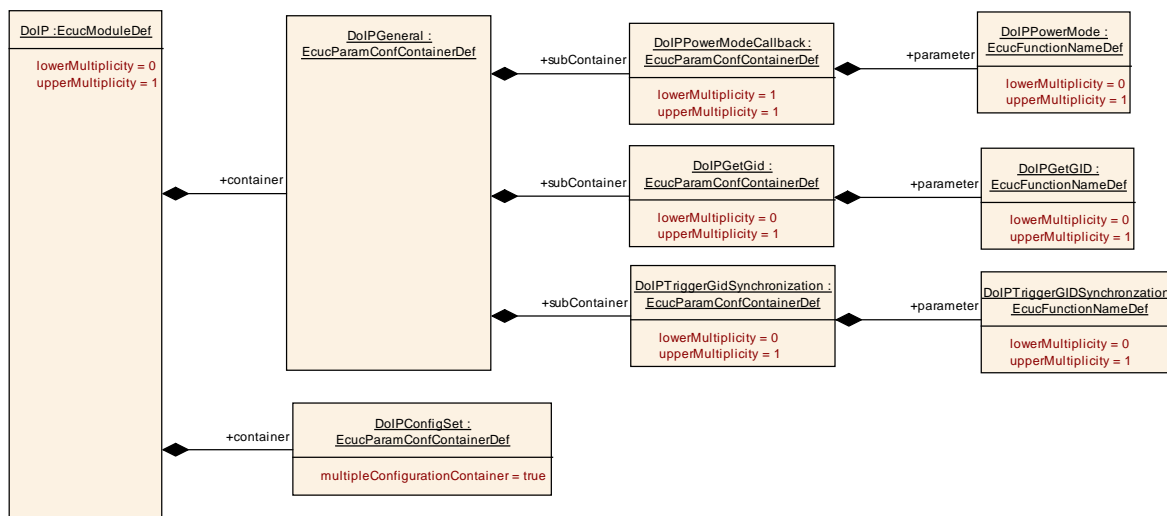 DoIP :EcucModuleDef
lowerMultiplicity = 0
upperMultiplicity = 1
+container
DoIPGeneral :
EcucParamConfContainerDef
+subContainer
DoIPPowerModeCallback :
EcucParamConfContainerDef
lowerMultiplicity = 1
upperMultiplicity = 1
+parameter
DoIPPowerMode :
EcucFunctionNameDef
lowerMultiplicity = 0
upperMultiplicity = 1
+subContainer
DoIPGetGid :
EcucParamConfContainerDef
lowerMultiplicity = 0
upperMultiplicity = 1
+parameter
DoIPGetGID :
EcucFunctionNameDef
lowerMultiplicity = 0
upperMultiplicity = 1
+subContainer
DoIPTriggerGidSynchronization :
EcucParamConfContainerDef
lowerMultiplicity = 0
upperMultiplicity = 1
+parameter
DoIPTriggerGIDSynchronzation
EcucFunctionNameDef
lowerMultiplicity = 0
upperMultiplicity = 1
+container
DoIPConfigSet :
EcucParamConfContainerDef
multipleConfigurationContainer = true